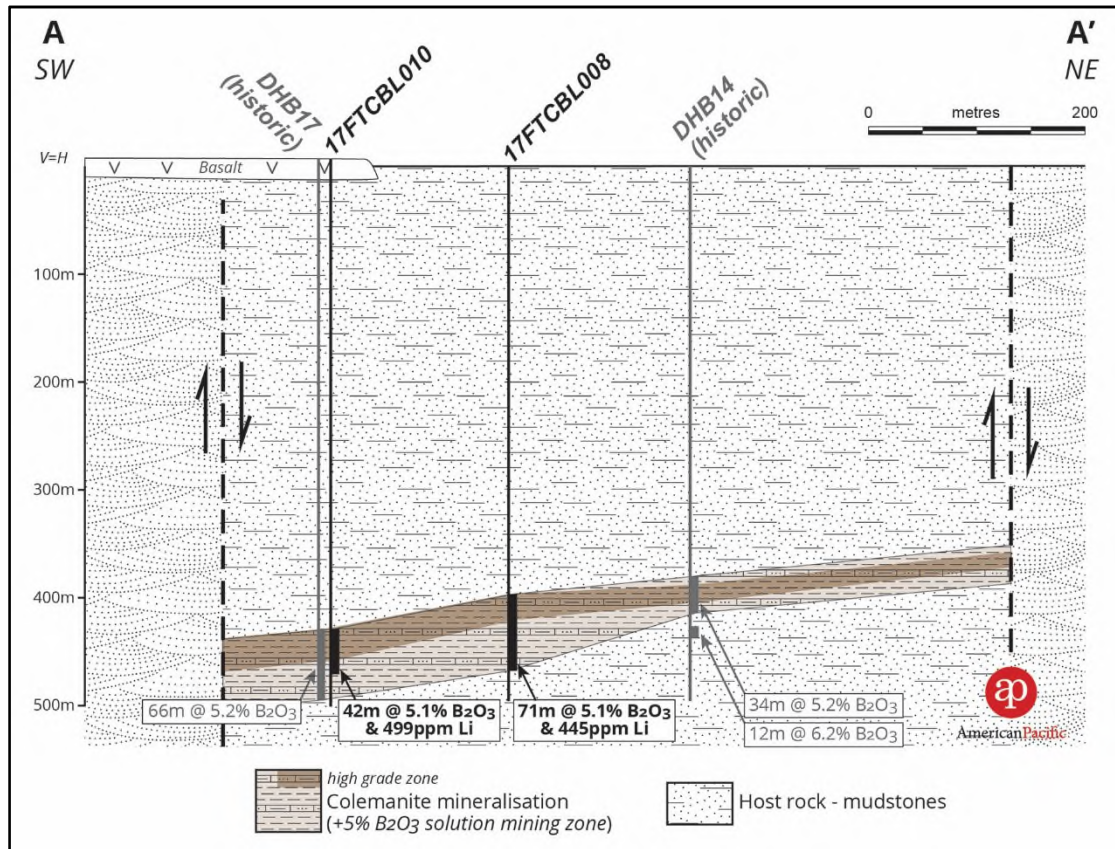 A
SW
A'
NE
DHB17
(historic)
17FTCBL010
17FTCBL008
DHB14
(historic)
0 metres 200
V=H
Basalt
100m
200m
300m
400m
500m
66m @ 5.2% B₂O₃
42m @ 5.1% B₂O₃
& 499ppm Li
71m @ 5.1% B₂O₃
& 445ppm Li
34m @ 5.2% B₂O₃
12m @ 6.2% B₂O₃
ap
AmericanPacific
high grade zone
Colemanite mineralisation
(+5% B₂O₃ solution mining zone)
Host rock - mudstones